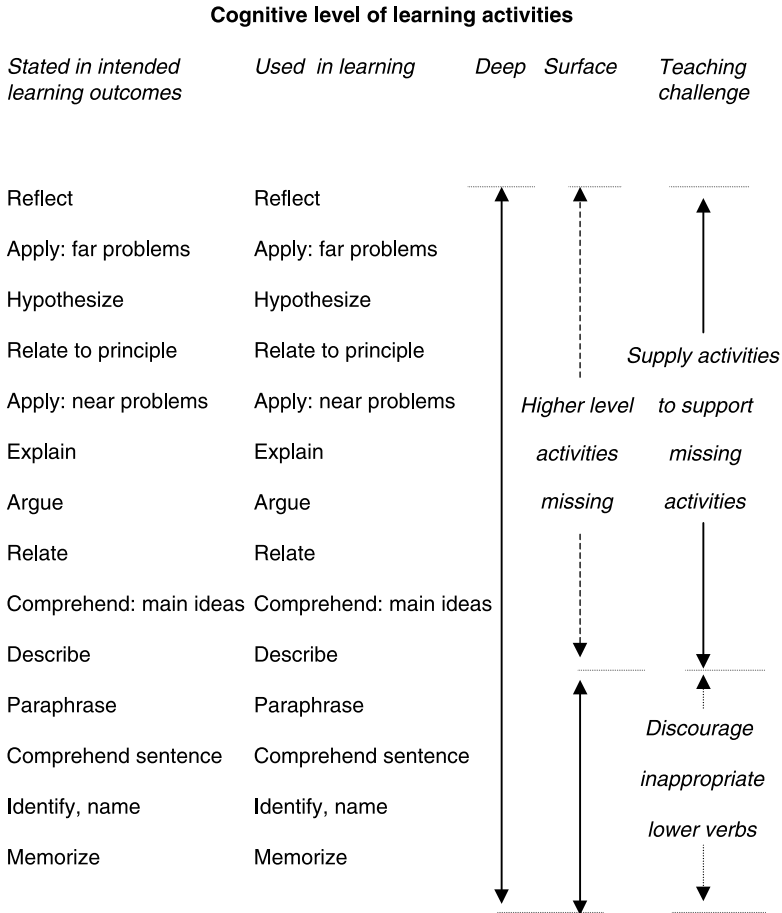 Cognitive level of learning activities
Stated in intended learning outcomes
Used in learning
Deep
Surface
Teaching challenge
Reflect Reflect
Apply: far problems Apply: far problems
Hypothesize Hypothesize
Relate to principle Relate to principle Supply activities
Apply: near problems Apply: near problems Higher level to support
Explain Explain activities missing
Argue Argue missing activities
Relate Relate
Comprehend: main ideas Comprehend: main ideas
Describe Describe
Paraphrase Paraphrase
Discourage
Comprehend sentence Comprehend sentence
inappropriate
Identify, name Identify, name
lower verbs
Memorize Memorize